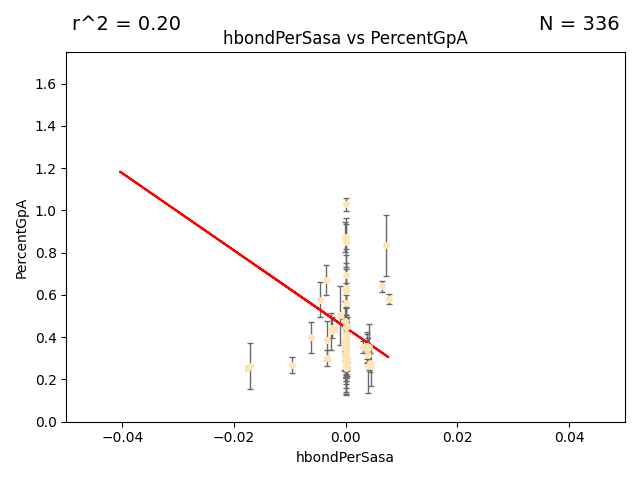 r^2 = 0.20
N = 336
hbondPerSasa vs PercentGpA
1.6
1.4
1.2
1.0
0.8
0.6
0.4
0.2
0.0
PercentGpA
−0.04
−0.02
0.00
0.02
0.04
hbondPerSasa